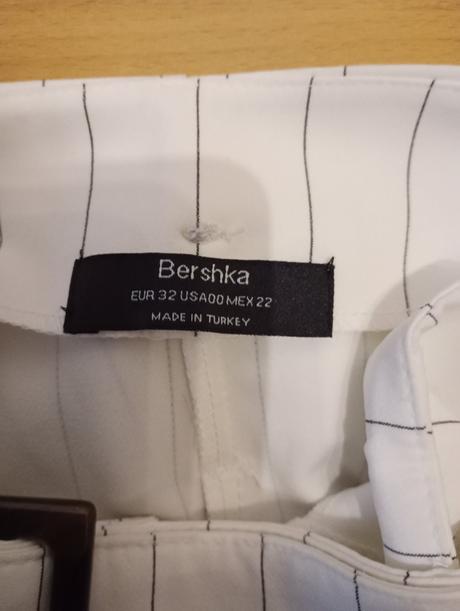 Bershka
EUR 32 USA00 MEX 22
MADE IN TURKEY